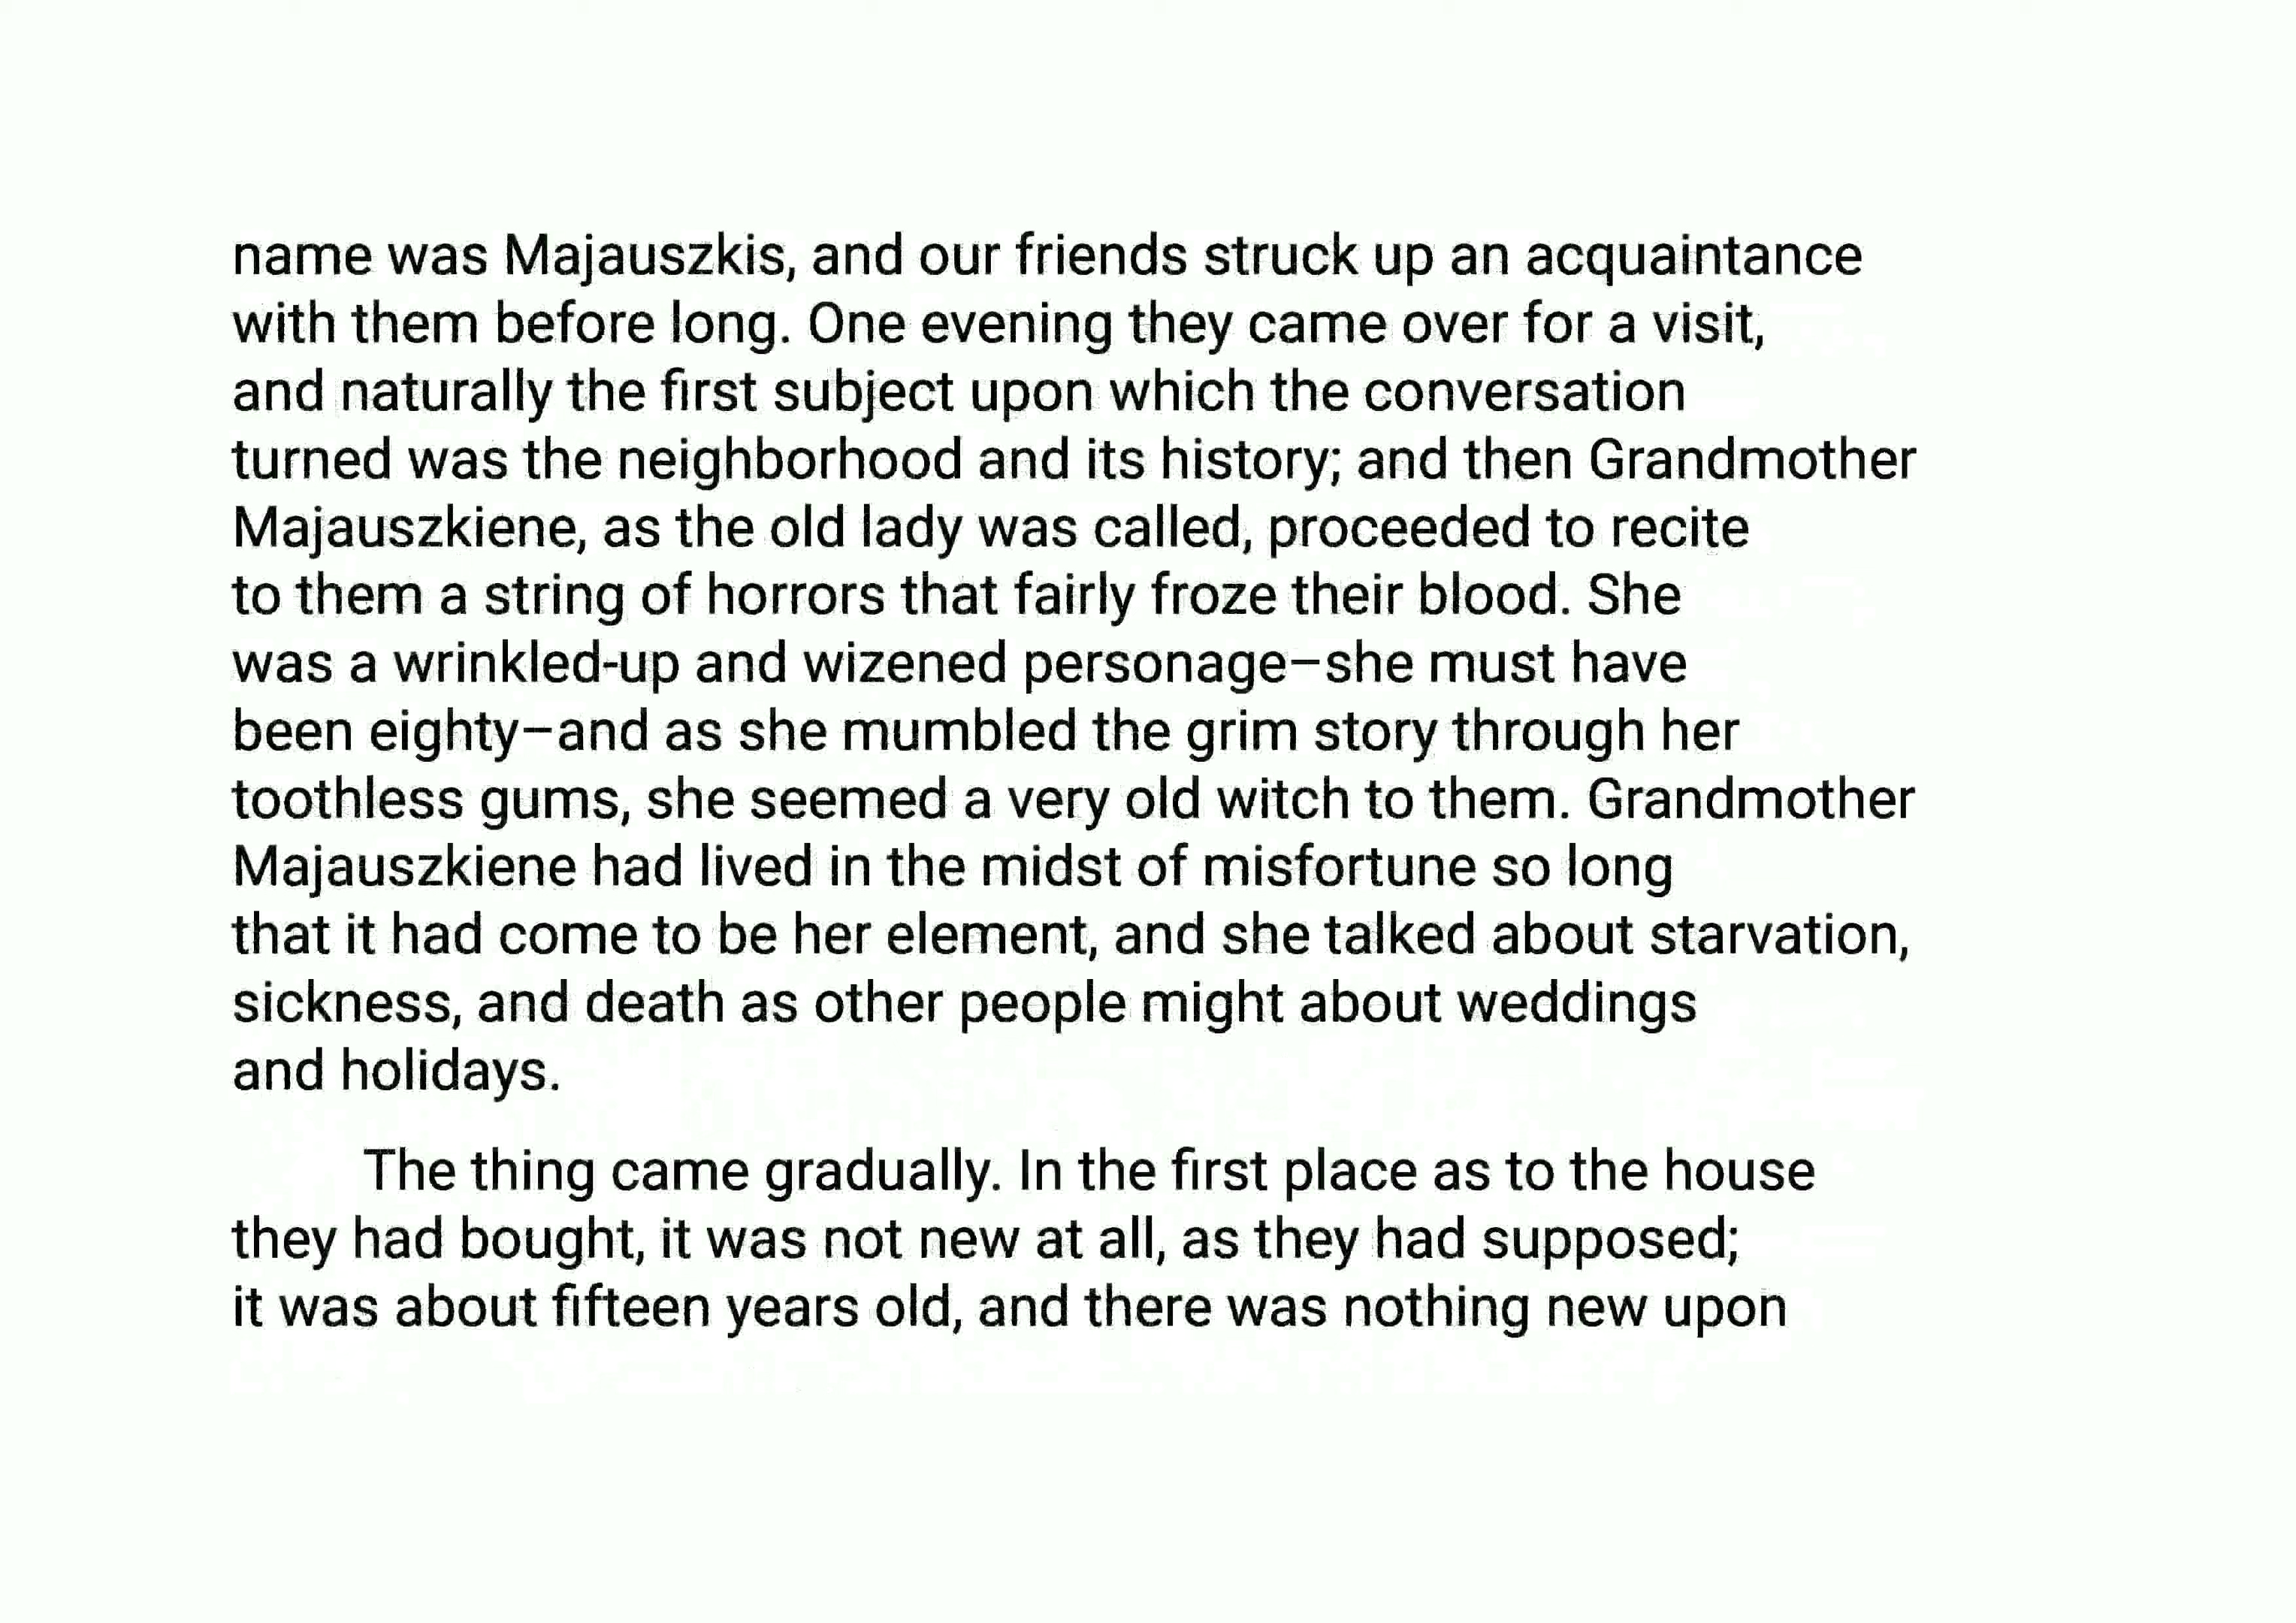 name was Majauszkis, and our friends struck up an acquaintance
with them before long. One evening they came over for a visit,
and naturally the first subject upon which the conversation
turned was the neighborhood and its history; and then Grandmother
Majauszkiene, as the old lady was called, proceeded to recite
to them a string of horrors that fairly froze their blood. She
was a wrinkled-up and wizened personage—she must have
been eighty—and as she mumbled the grim story through her
toothless gums, she seemed a very old witch to them. Grandmother
Majauszkiene had lived in the midst of misfortune so long
that it had come to be her element, and she talked about starvation,
sickness, and death as other people might about weddings
and holidays.
The thing came gradually. In the first place as to the house
they had bought, it was not new at all, as they had supposed;
it was about fifteen years old, and there was nothing new upon